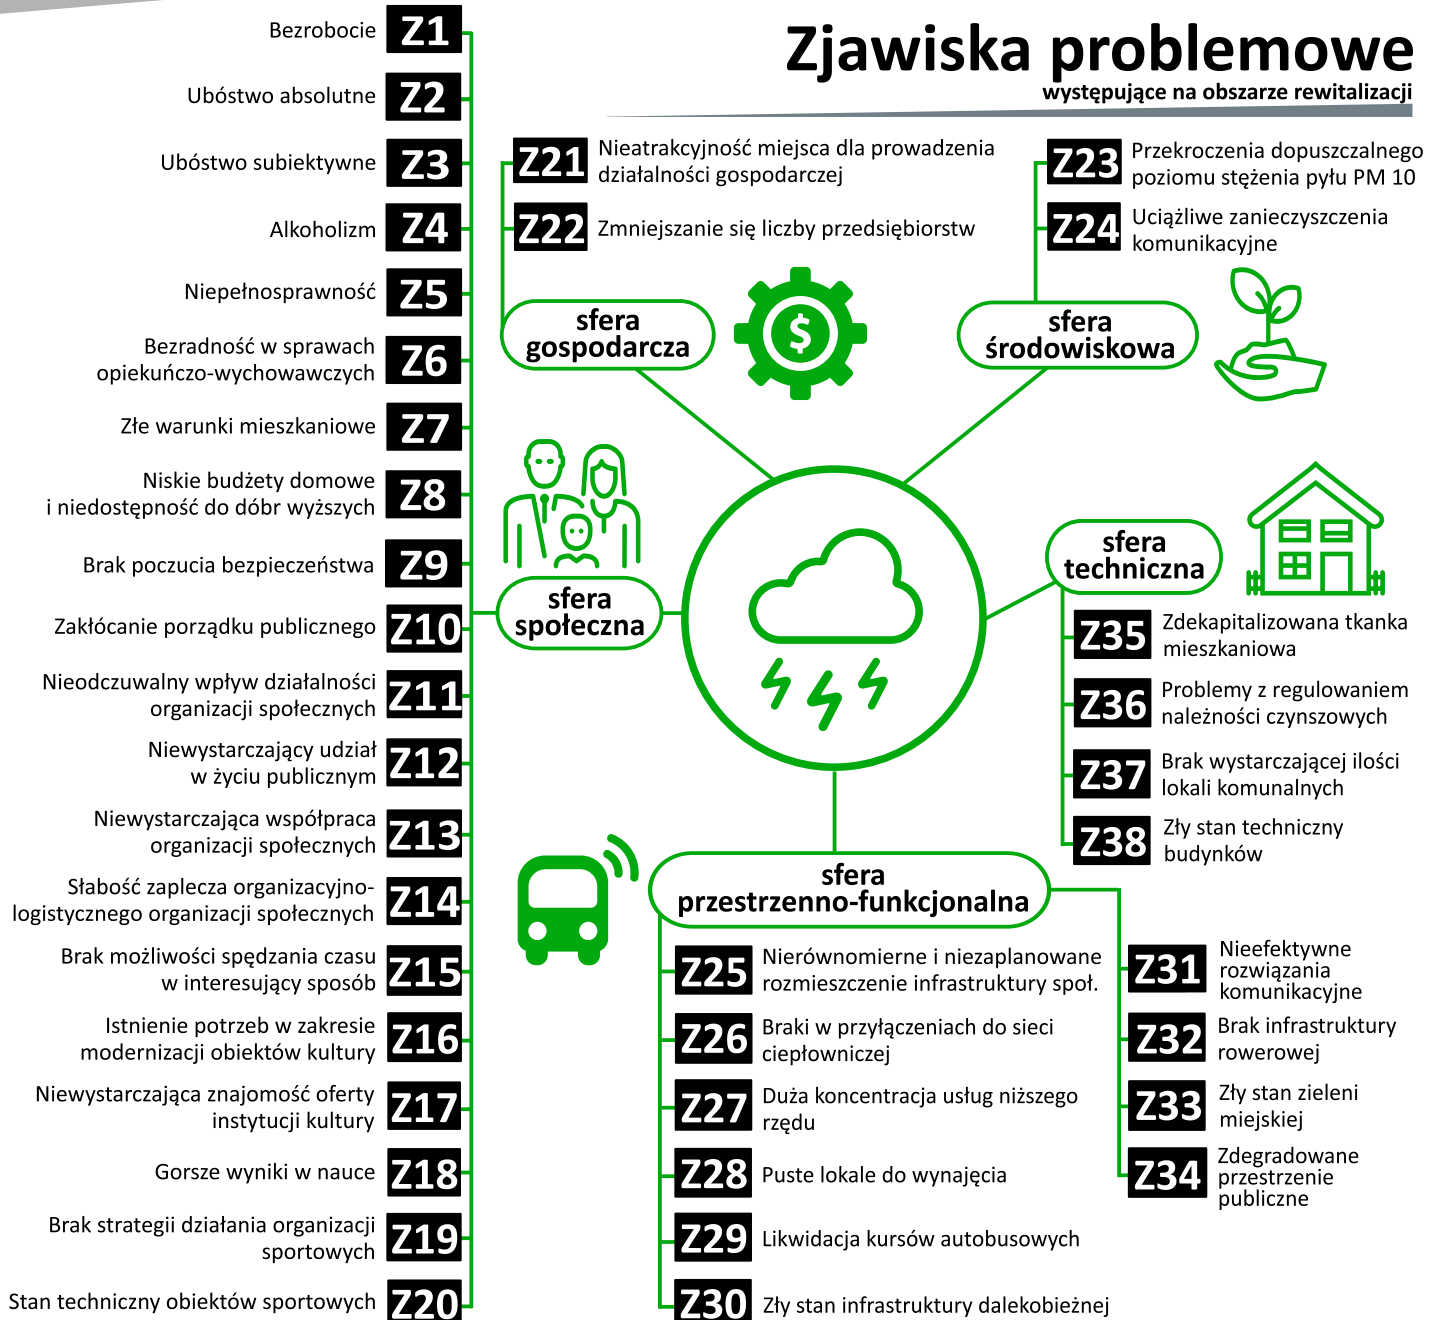 Zjawiska problemowe
występujące na obszarze rewitalizacji
Bezrobocie Z1
Ubóstwo absolutne Z2
Ubóstwo subiektywne Z3
Alkoholizm Z4
Niepełnosprawność Z5
Bezradność w sprawach
opiekuńczo-wychowawczych
Z6
Złe warunki mieszkaniowe Z7
Niskie budżety domowe
i niedostępność do dóbr wyższych
Z8
Brak poczucia bezpieczeństwa Z9
Zakłócanie porządku publicznego Z10
Nieodczuwalny wpływ działalności
organizacji społecznych
Z11
Niewystarczający udział
w życiu publicznym
Z12
Niewystarczająca współpraca
organizacji społecznych
Z13
Słabość zaplecza organizacyjno-
logistycznego organizacji społecznych
Z14
Brak możliwości spędzania czasu
w interesujący sposób
Z15
Istnienie potrzeb w zakresie
modernizacji obiektów kultury
Z16
Niewystarczająca znajomość oferty
instytucji kultury
Z17
Gorsze wyniki w nauce Z18
Brak strategii działania organizacji
sportowych
Z19
Stan techniczny obiektów sportowych Z20
sfera
społeczna
Z21
Nieatrakcyjność miejsca dla prowadzenia
działalności gospodarczej
Z22 Zmniejszanie się liczby przedsiębiorstw
sfera
gospodarcza
$
Z23
Przekroczenia dopuszczalnego
poziomu stężenia pyłu PM 10
Z24
Uciążliwe zanieczyszczenia
komunikacyjne
sfera
środowiskowa
sfera
techniczna
Z35
Zdekapitalizowana tkanka
mieszkaniowa
Z36
Problemy z regulowaniem
należności czynszowych
Z37
Brak wystarczającej ilości
lokali komunalnych
Z38
Zły stan techniczny
budynków
sfera
przestrzenno-funkcjonalna
Z25
Nierównomierne i niezaplanowane
rozmieszczenie infrastruktury społ.
Z26
Braki w przyłączeniach do sieci
ciepłowniczej
Z27
Duża koncentracja usług niższego
rzędu
Z28 Puste lokale do wynajęcia
Z29 Likwidacja kursów autobusowych
Z30 Zły stan infrastruktury dalekobieżnej
Z31
Nieefektywne
rozwiązania
komunikacyjne
Z32
Brak infrastruktury
rowerowej
Z33
Zły stan zieleni
miejskiej
Z34
Zdegradowane
przestrzenie
publiczne